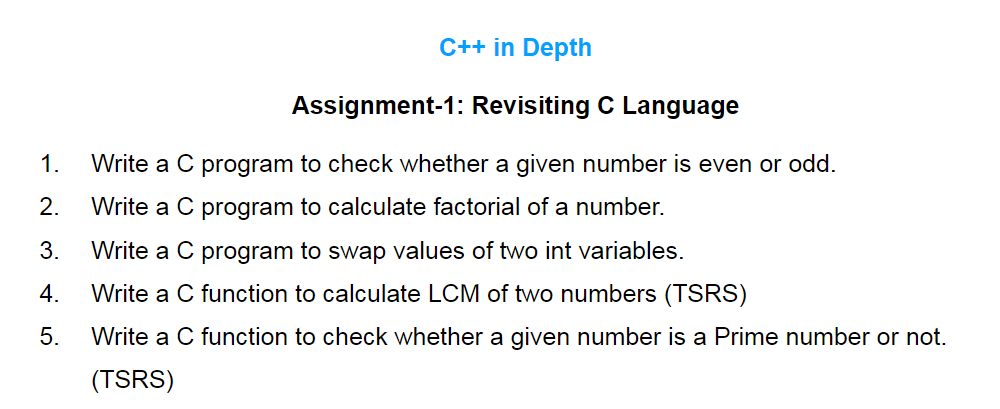 C++ in Depth
Assignment-1: Revisiting C Language
1. Write a C program to check whether a given number is even or odd.
2. Write a C program to calculate factorial of a number.
3. Write a C program to swap values of two int variables.
4. Write a C function to calculate LCM of two numbers (TSRS)
5. Write a C function to check whether a given number is a Prime number or not.
(TSRS)